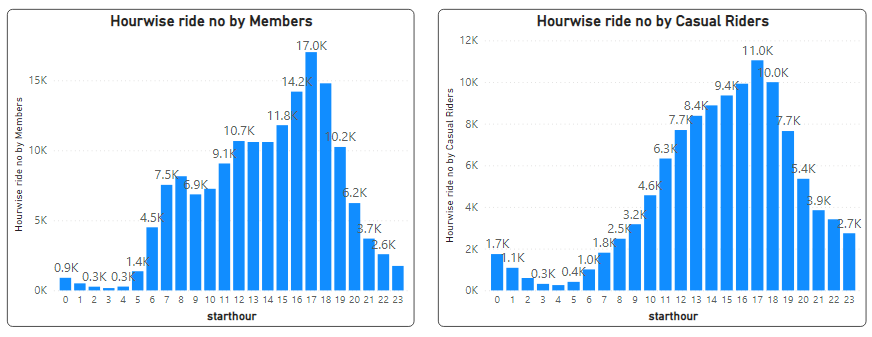 Hourwise ride no by Members
17.0K
15K
14.2K
11.8K
10.7K
10K
10.2K
9.1K
7.5K
6.9K
6.2K
5K
4.5K
3.7K
2.6K
1.4K
0.9K
0.3K
0.3K
0K
0 1 2 3 4 5 6 7 8 9 10 11 12 13 14 15 16 17 18 19 20 21 22 23
starthour
Hourwise ride no by Members
Hourwise ride no by Casual Riders
12K
11.0K
10K
10.0K
9.4K
8.4K
8K
7.7K
7.7K
6.3K
6K
5.4K
4.6K
4K
3.9K
3.2K
2.7K
2.5K
2K
1.8K
1.7K
1.1K
1.0K
0.4K
0.3K
0K
0 1 2 3 4 5 6 7 8 9 10 11 12 13 14 15 16 17 18 19 20 21 22 23
starthour
Hourwise ride no by Casual Riders